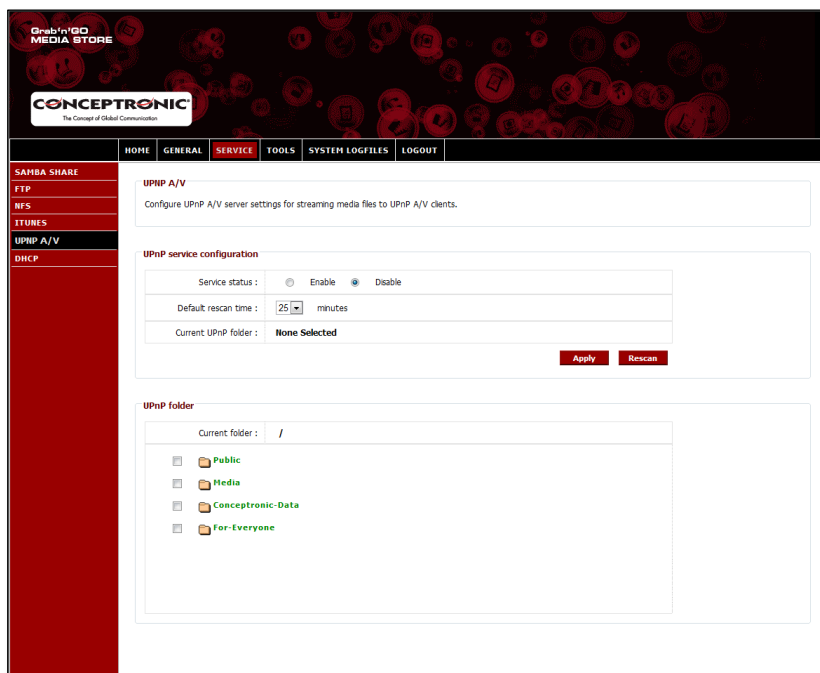 Grab'n'GO
MEDIA STORE
CONCEPTRONIC
The Concept of Global Communication
HOME GENERAL SERVICE TOOLS SYSTEM LOGFILES LOGOUT
SAMBA SHARE
FTP
NFS
ITUNES
UPNP A/V
DHCP
UPNP A/V
Configure UPnP A/V server settings for streaming media files to UPnP A/V clients.
UPnP service configuration
Service status : Enable Disable
Default rescan time : 25 minutes
Current UPnP folder : None Selected
Apply Rescan
UPnP folder
Current folder : /
Public
Media
Conceptronic-Data
For-Everyone